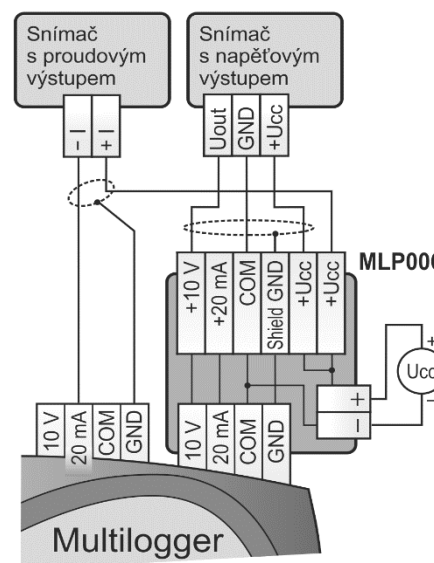 Snímač
s proudovým
výstupem
Snímač
s napěťovým
výstupem
– I
+ I
Uout
GND
+Ucc
MLP006
+10 V
+20 mA
COM
Shield GND
+Ucc
+Ucc
+
–
+
Ucc
–
10 V
20 mA
COM
GND
10 V
20 mA
COM
GND
Multilogger